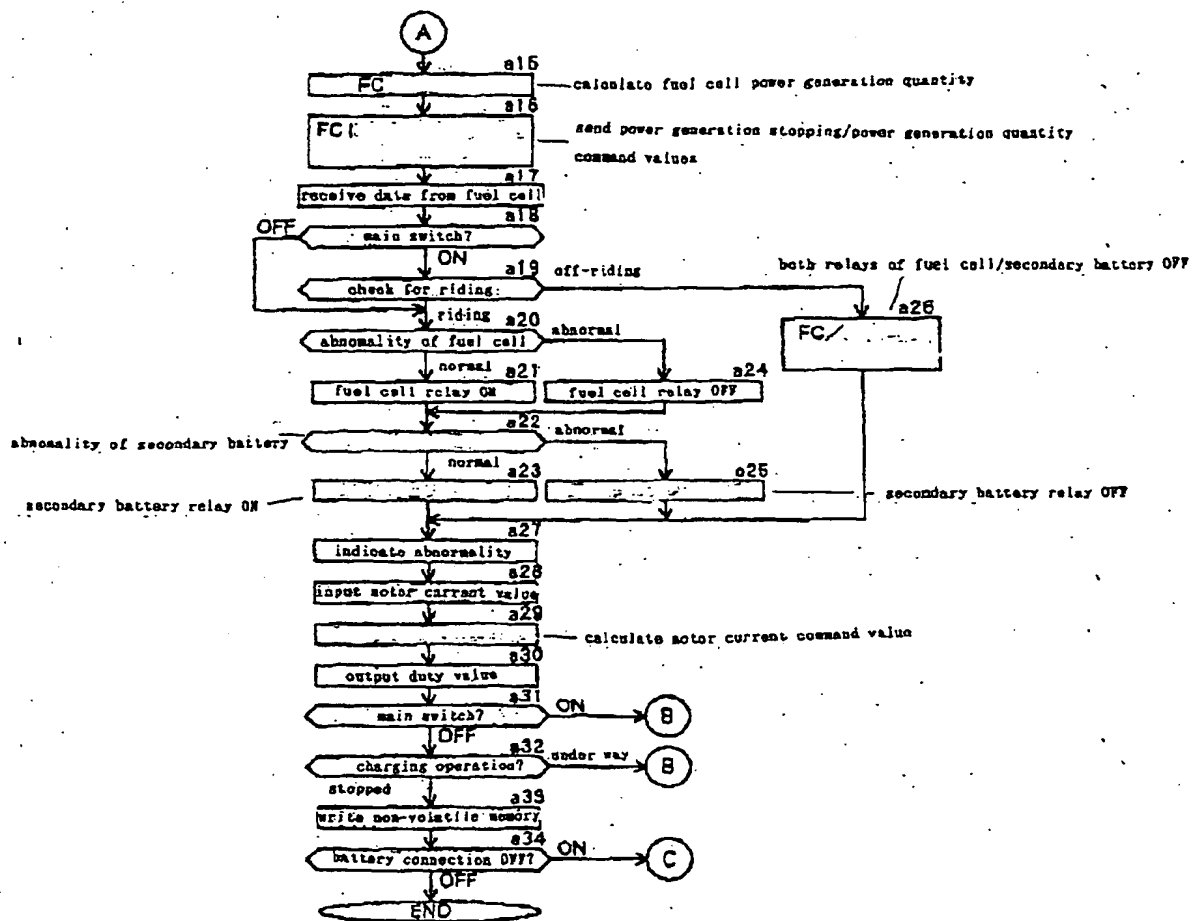 A
a15
FC
calculate fuel cell power generation quantity
a16
FC
send power generation stopping/power generation quantity
command values
a17
receive data from fuel cell
a18
OFF
main switch?
ON
a19
off-riding
both relays of fuel cell/secondary battery OFF
check for riding:
a26
riding
a20
FC/
abnomality of fuel cell
abnormal
normal
a21
a24
fuel cell relay ON
fuel cell relay OFF
a22
abnormal
abnomality of secondary battery
normal
a23
a25
secondary battery relay ON
secondary battery relay OFF
a27
indicate abnormality
a28
input motor carrant value
a29
calculate motor current command value
a30
output duty value
a31
main switch?
ON
B
OFF
a32
charging operation?
under way
B
stopped
a33
write non-volatile memory
a34
battery connection OFF?
ON
C
OFF
END